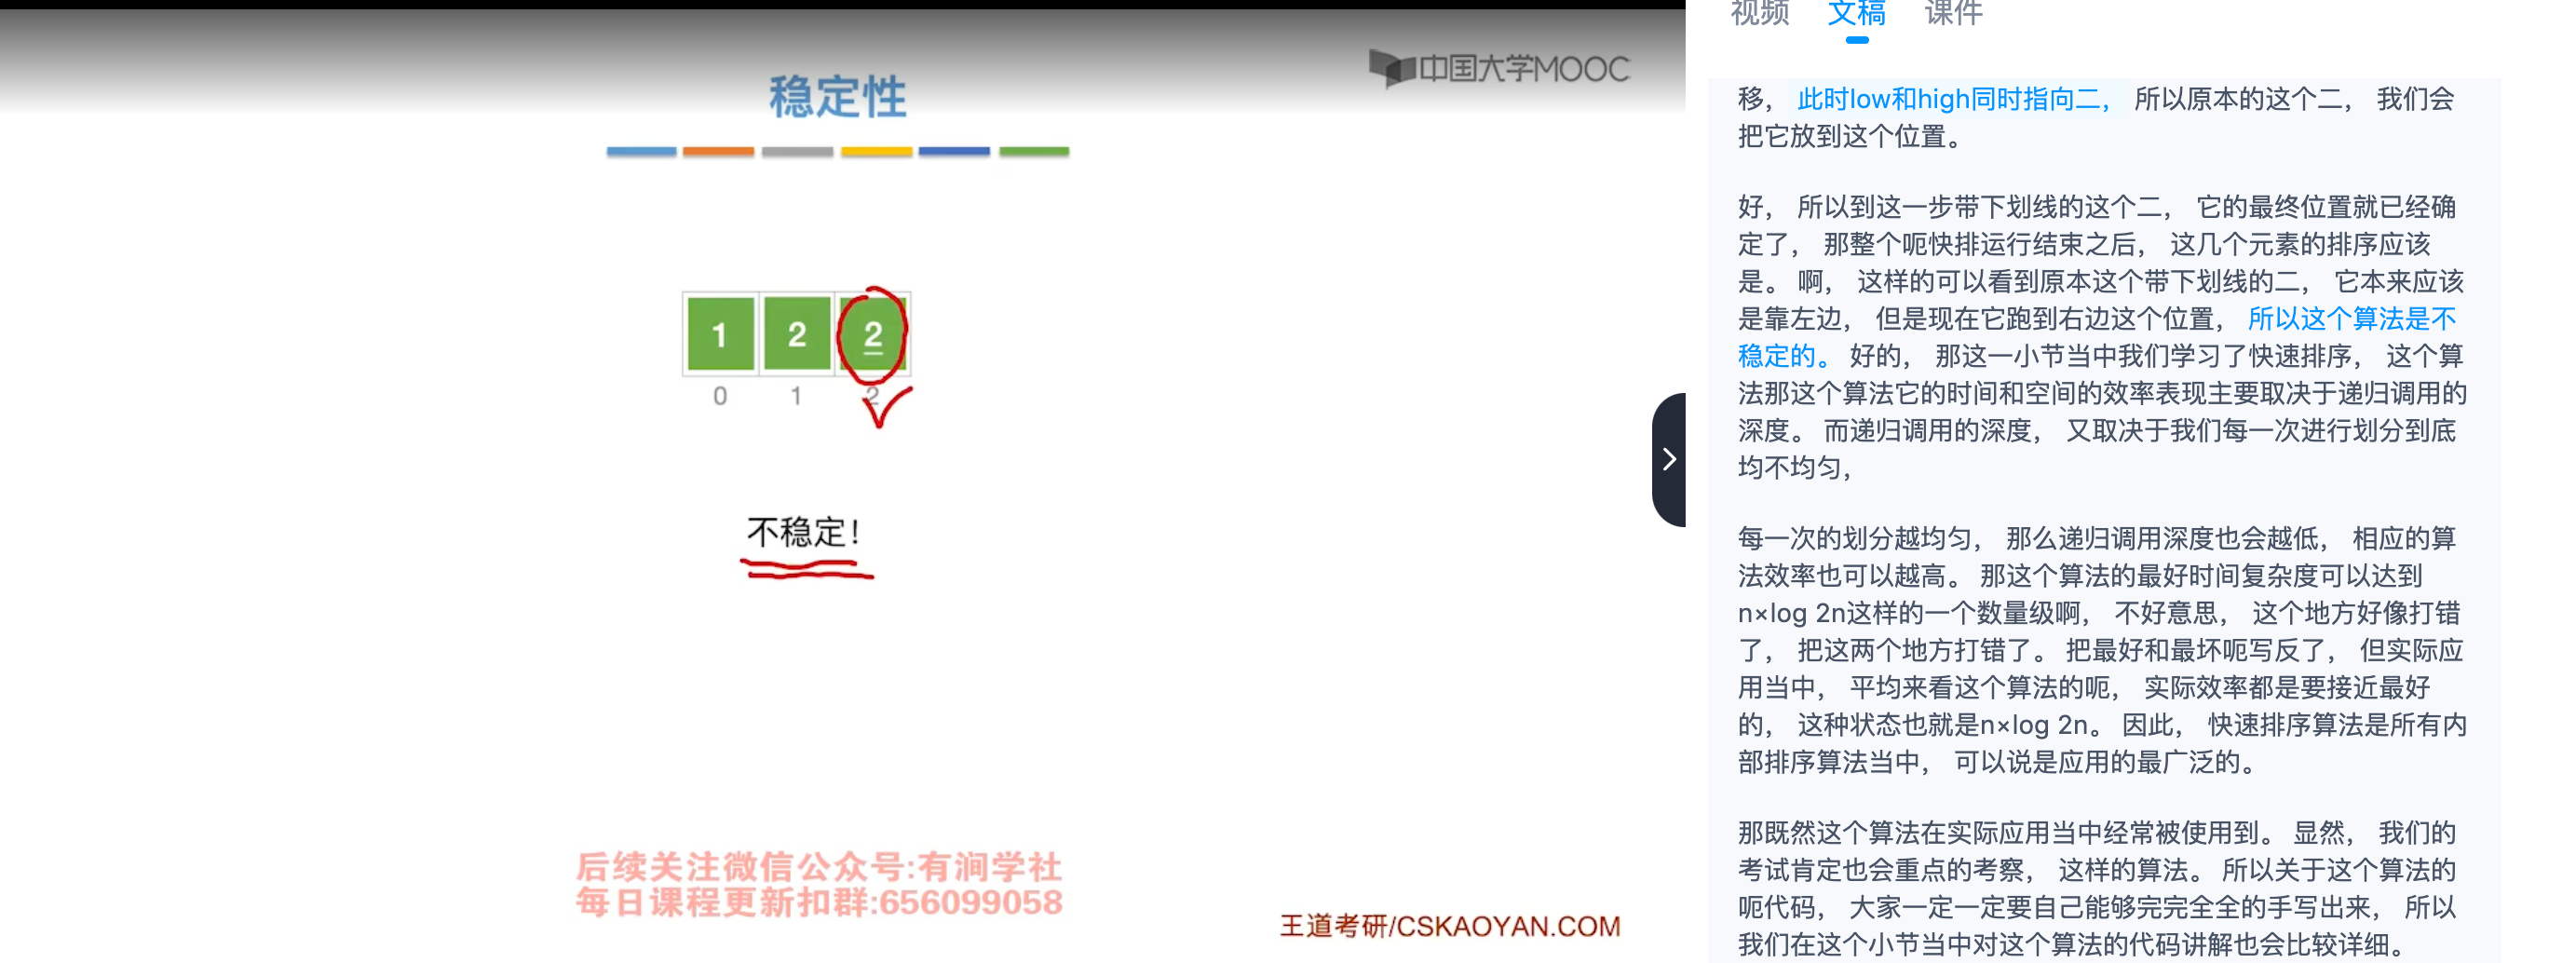 稳定性
中国大学MOOC
1 2 2
0 1 2
不稳定!
后续关注微信公众号:有涧学社
每日课程更新扣群:656099058
王道考研/CSKAOYAN.COM
视频 文稿 课件
移， 此时low和high同时指向二， 所以原本的这个二， 我们会
把它放到这个位置。
好， 所以到这一步带下划线的这个二， 它的最终位置就已经确
定了， 那整个呃快排运行结束之后， 这几个元素的排序应该
是。 啊， 这样的可以看到原本这个带下划线的二， 它本来应该
是靠左边， 但是现在它跑到右边这个位置， 所以这个算法是不
稳定的。 好的， 那这一小节当中我们学习了快速排序， 这个算
法那这个算法它的时间和空间的效率表现主要取决于递归调用的
深度。 而递归调用的深度， 又取决于我们每一次进行划分到底
均不均匀，
每一次的划分越均匀， 那么递归调用深度也会越低， 相应的算
法效率也可以越高。 那这个算法的最好时间复杂度可以达到
n×log 2n这样的一个数量级啊， 不好意思， 这个地方好像打错
了， 把这两个地方打错了。 把最好和最坏呃写反了， 但实际应
用当中， 平均来看这个算法的呃， 实际效率都是要接近最好
的， 这种状态也就是n×log 2n。 因此， 快速排序算法是所有内
部排序算法当中， 可以说是应用的最广泛的。
那既然这个算法在实际应用当中经常被使用到。 显然， 我们的
考试肯定也会重点的考察， 这样的算法。 所以关于这个算法的
呃代码， 大家一定一定要自己能够完完全全的手写出来， 所以
我们在这个小节当中对这个算法的代码讲解也会比较详细。